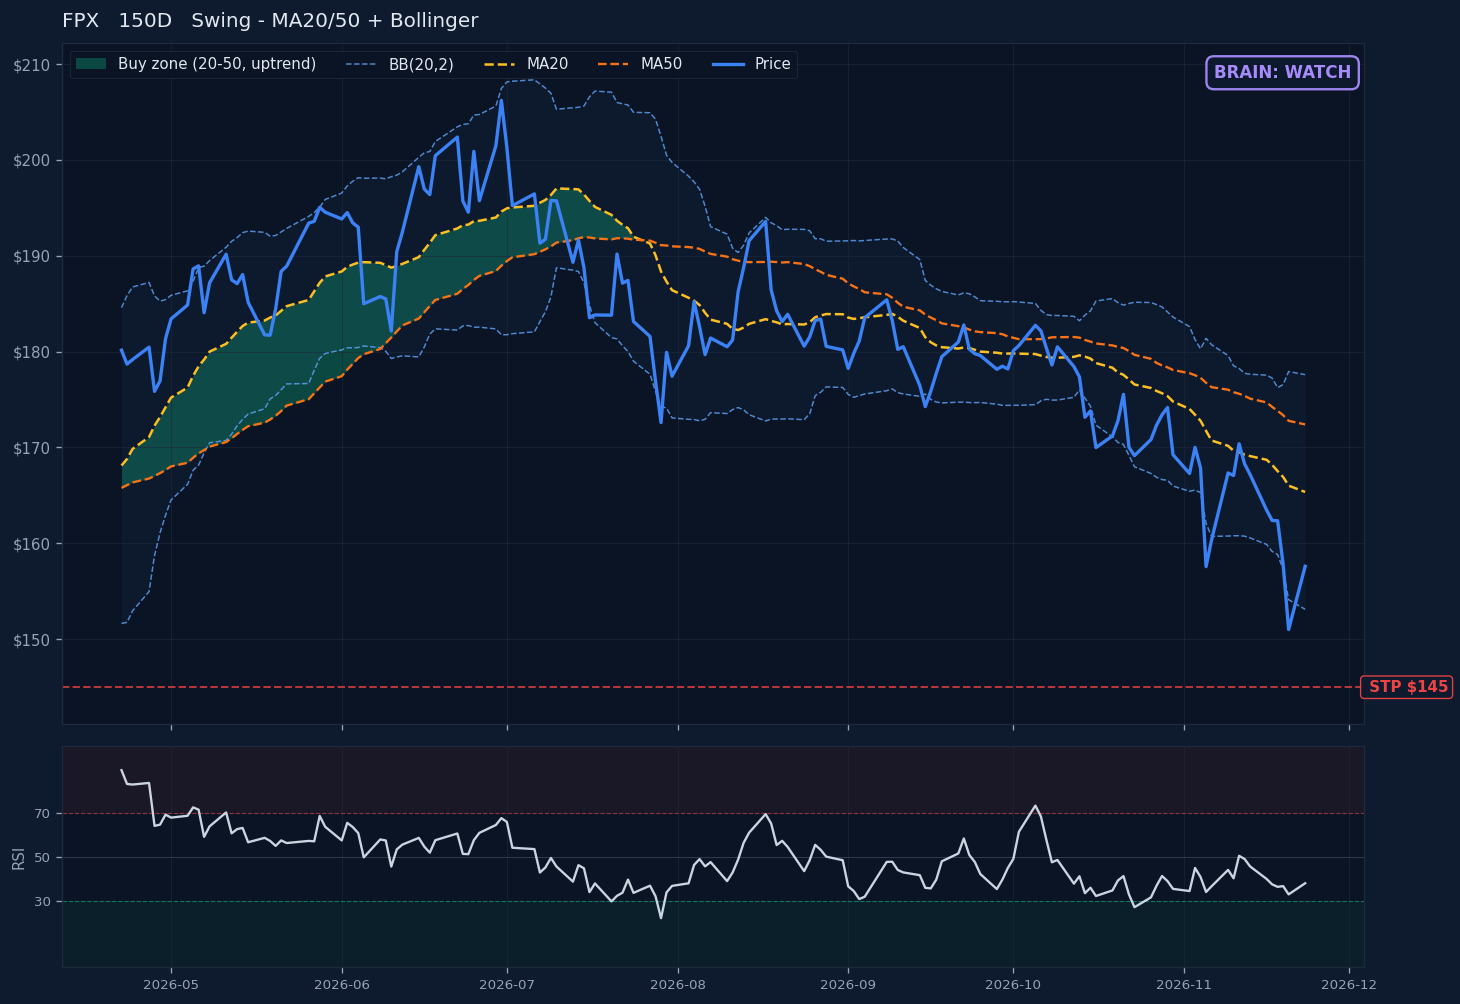 FPX   150D   Swing - MA20/50 + Bollinger
Buy zone (20-50, uptrend)   BB(20,2)   MA20   MA50   Price
BRAIN: WATCH
$210
$200
$190
$180
$170
$160
$150
STP $145
RSI
70
50
30
2026-05   2026-06   2026-07   2026-08   2026-09   2026-10   2026-11   2026-12